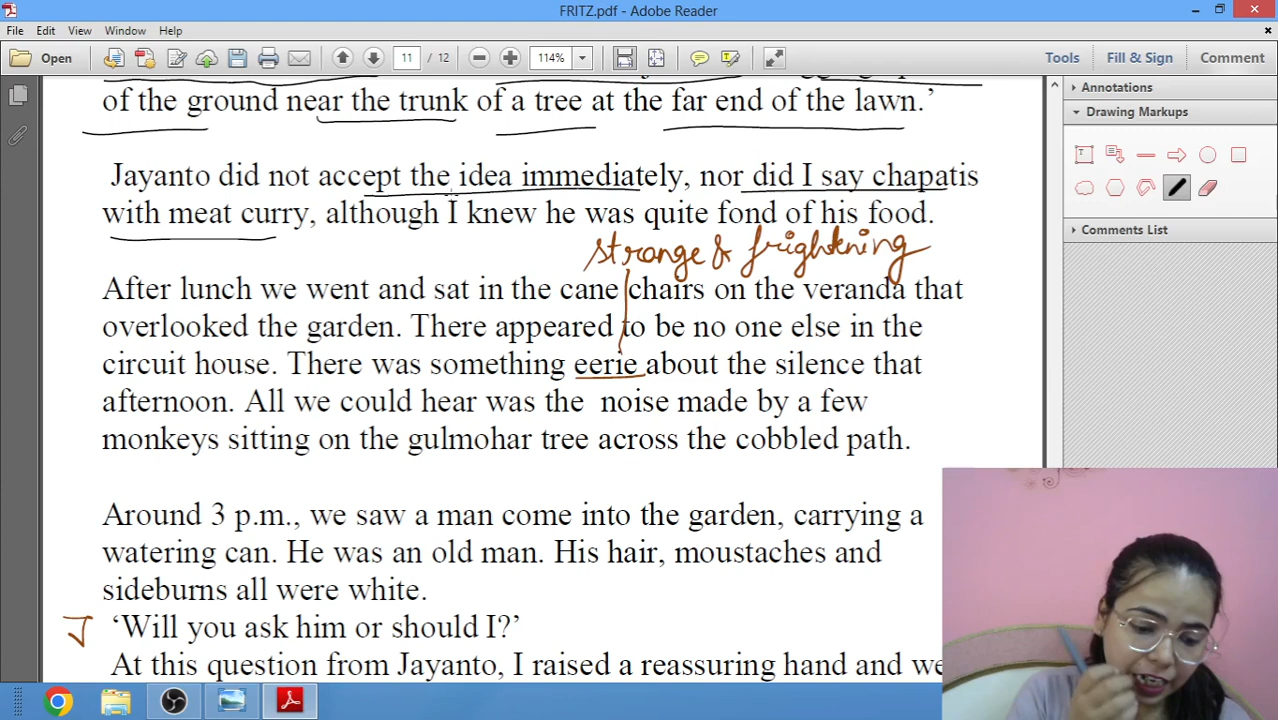 FRITZ.pdf - Adobe Reader
File Edit View Window Help
Open 11 / 12 114% Tools Fill & Sign Comment
Annotations
Drawing Markups
Comments List
of the ground near the trunk of a tree at the far end of the lawn.’
Jayanto did not accept the idea immediately, nor did I say chapatis
with meat curry, although I knew he was quite fond of his food.
strange & frightening
After lunch we went and sat in the cane chairs on the veranda that
overlooked the garden. There appeared to be no one else in the
circuit house. There was something eerie about the silence that
afternoon. All we could hear was the noise made by a few
monkeys sitting on the gulmohar tree across the cobbled path.
Around 3 p.m., we saw a man come into the garden, carrying a
watering can. He was an old man. His hair, moustaches and
sideburns all were white.
J ‘Will you ask him or should I?’
At this question from Jayanto, I raised a reassuring hand and we